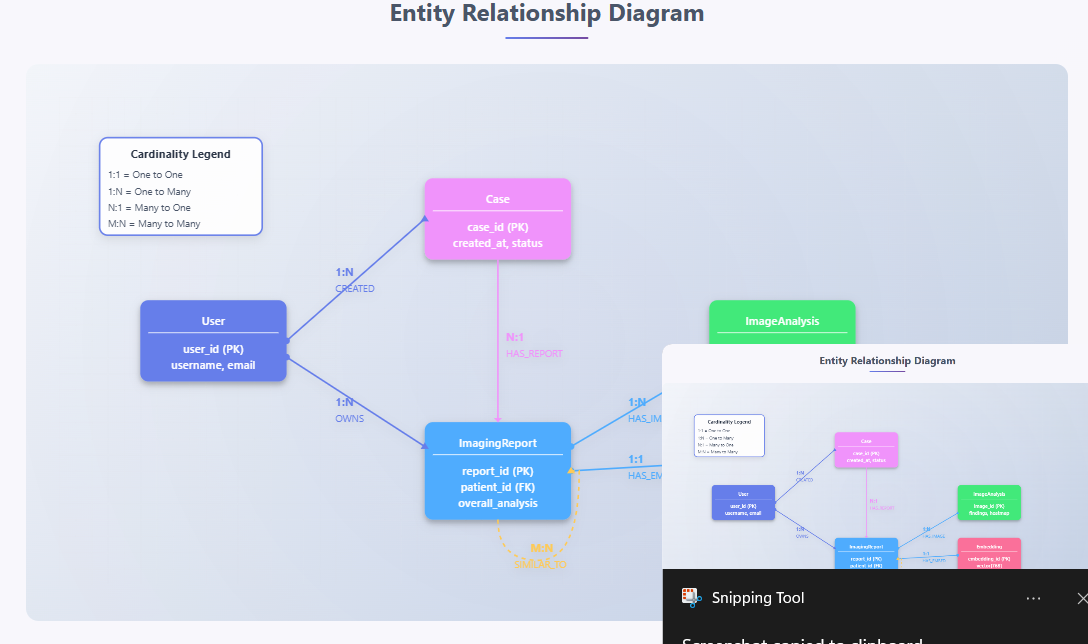 Entity Relationship Diagram
Cardinality Legend
1:1 = One to One
1:N = One to Many
N:1 = Many to One
M:N = Many to Many
Case
case_id (PK)
created_at, status
1:N
CREATED
User
user_id (PK)
username, email
ImageAnalysis
N:1
HAS_REPORT
1:N
OWNS
1:N
HAS_IM
ImagingReport
report_id (PK)
patient_id (FK)
overall_analysis
1:1
HAS_EM
M:N
SIMILAR_TO
Entity Relationship Diagram
Cardinality Legend
1:1 = One to One
1:N = One to Many
N:1 = Many to One
M:N = Many to Many
Case
case_id (PK)
created_at, status
1:N
CREATED
User
user_id (PK)
username, email
N:1
HAS_REPORT
ImageAnalysis
image_id (PK)
findings, heatmap
1:N
OWNS
1:N
HAS_IMAGE
ImagingReport
report_id (PK)
patient_id (FK)
1:1
Embedding
embedding_id (PK)
vector(768)
Snipping Tool
Screenshot copied to clipboard